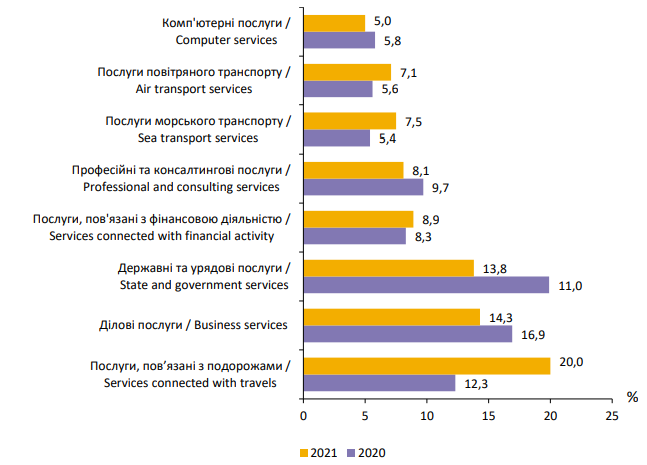 Комп'ютерні послуги /
Computer services
5,0
5,8
Послуги повітряного транспорту /
Air transport services
7,1
5,6
Послуги морського транспорту /
Sea transport services
7,5
5,4
Професійні та консалтингові послуги /
Professional and consulting services
8,1
9,7
Послуги, пов'язані з фінансовою діяльністю /
Services connected with financial activity
8,9
8,3
Державні та урядові послуги /
State and government services
13,8
11,0
Ділові послуги / Business services
14,3
16,9
Послуги, пов’язані з подорожами /
Services connected with travels
20,0
12,3
%
0 5 10 15 20 25
2021 2020